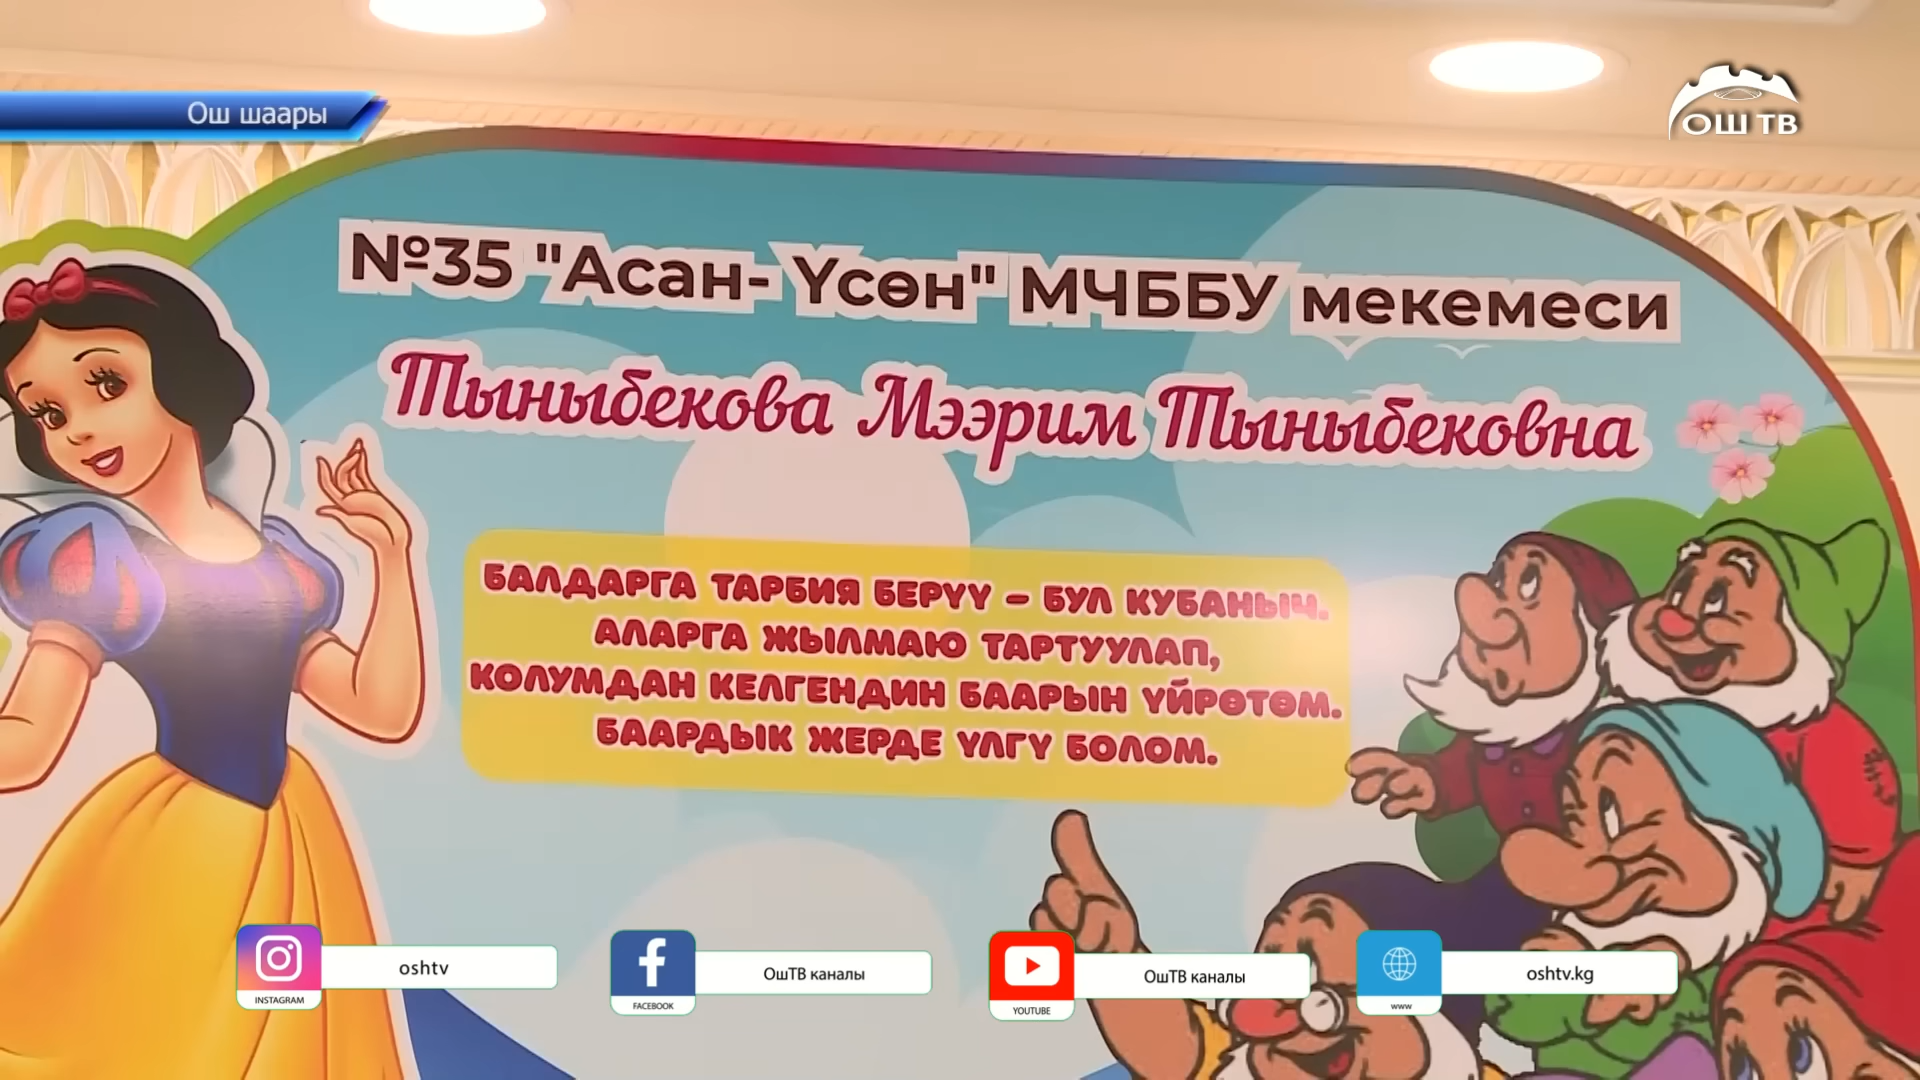 Ош шаары
ОШ ТВ
№35 "Асан- Үсөн" МЧББУ мекемеси
Тыныбекова Мээрим Тыныбековна
БАЛДАРГА ТАРБИЯ БЕРҮҮ – БУЛ КУБАНЫЧ.
АЛАРГА ЖЫЛМАЮ ТАРТУУЛАП,
КОЛУМДАН КЕЛГЕНДИН БААРЫН ҮЙРӨТӨМ.
БААРДЫК ЖЕРДЕ ҮЛГҮ БОЛОМ.
oshtv
INSTAGRAM
ОшТВ каналы
FACEBOOK
ОшТВ каналы
YOUTUBE
oshtv.kg
www